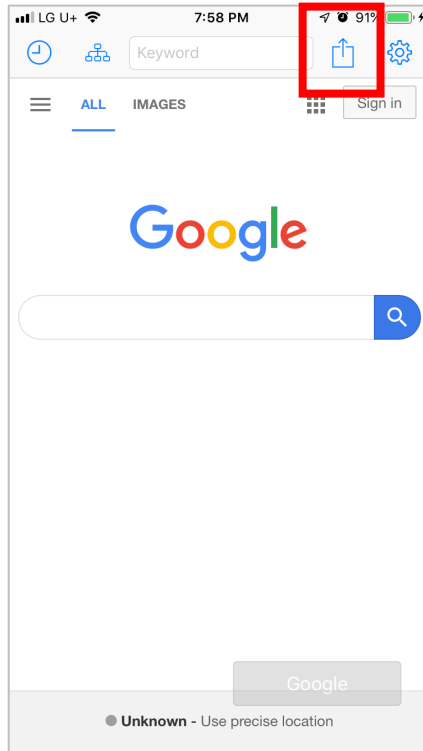 LG U+ 7:58 PM 91%
Keyword
ALL IMAGES Sign in
Google
Google
Unknown - Use precise location